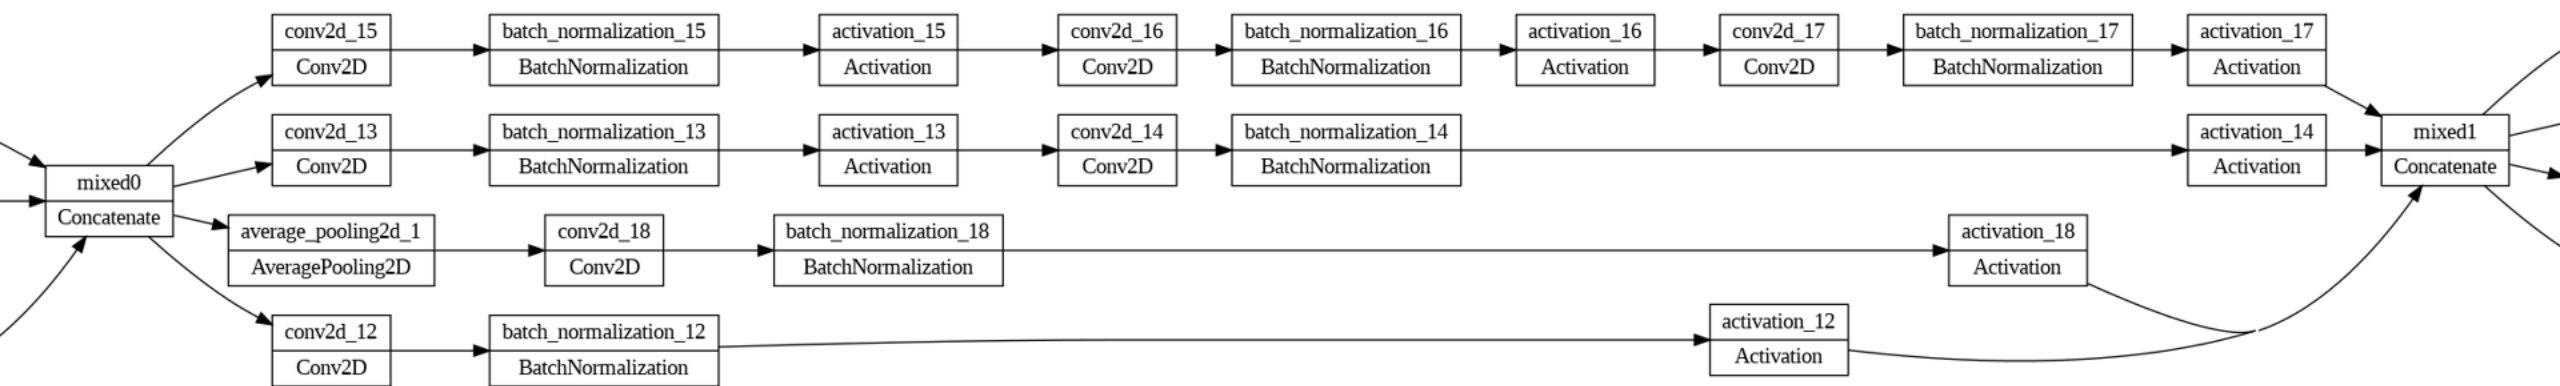 conv2d_15
Conv2D
batch_normalization_15
BatchNormalization
activation_15
Activation
conv2d_16
Conv2D
batch_normalization_16
BatchNormalization
activation_16
Activation
conv2d_17
Conv2D
batch_normalization_17
BatchNormalization
activation_17
Activation
conv2d_13
Conv2D
batch_normalization_13
BatchNormalization
activation_13
Activation
conv2d_14
Conv2D
batch_normalization_14
BatchNormalization
activation_14
Activation
mixed1
Concatenate
mixed0
Concatenate
average_pooling2d_1
AveragePooling2D
conv2d_18
Conv2D
batch_normalization_18
BatchNormalization
activation_18
Activation
conv2d_12
Conv2D
batch_normalization_12
BatchNormalization
activation_12
Activation